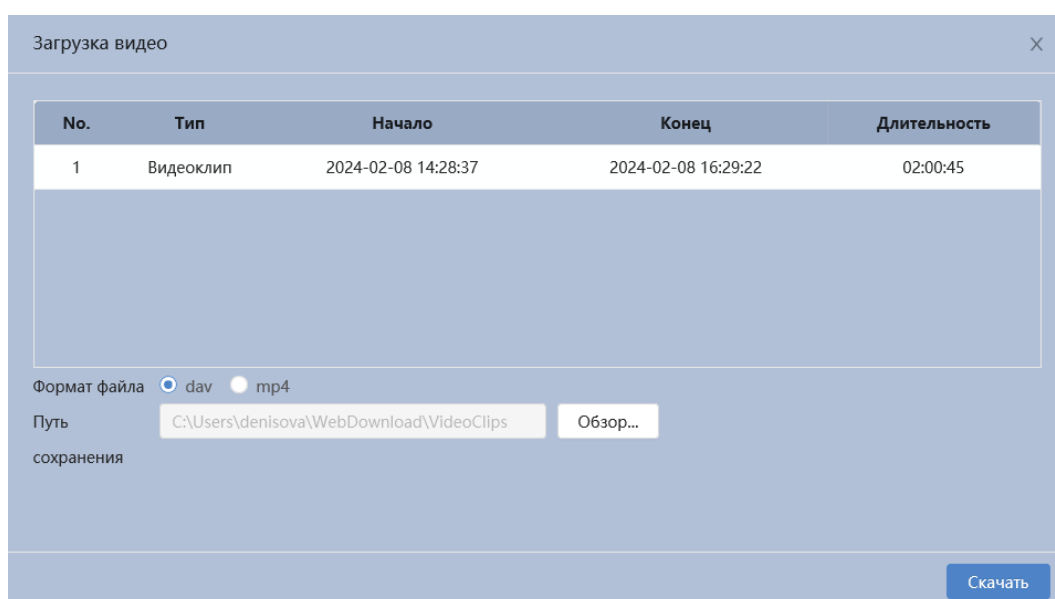 Загрузка видео
No. Тип Начало Конец Длительность
1 Видеоклип 2024-02-08 14:28:37 2024-02-08 16:29:22 02:00:45
Формат файла dav mp4
Путь C:\Users\denisova\WebDownload\VideoClips Обзор...
сохранения
Скачать